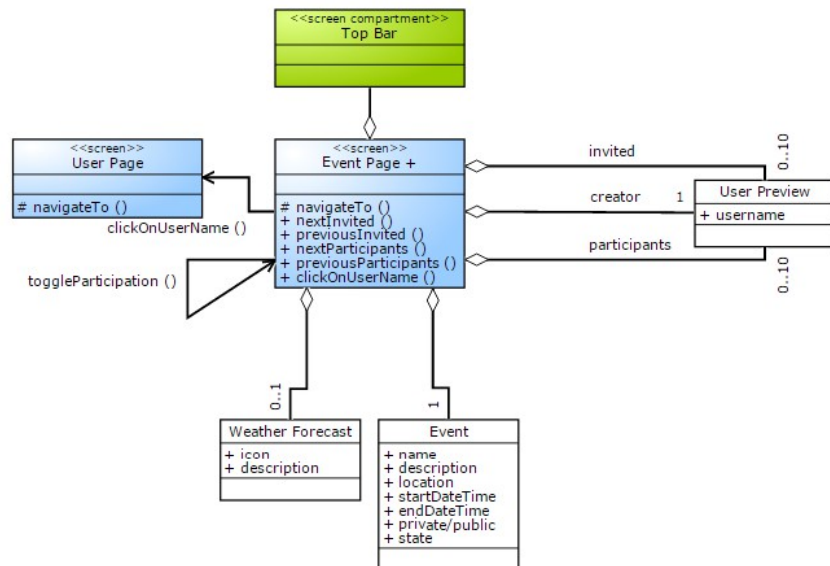 <<screen compartment>>
Top Bar
<<screen>>
User Page
# navigateTo ()
<<screen>>
Event Page +
# navigateTo ()
+ nextInvited ()
+ previousInvited ()
+ nextParticipants ()
+ previousParticipants ()
+ clickOnUserName ()
invited
0..10
creator
1
participants
0..10
User Preview
+ username
clickOnUserName ()
toggleParticipation ()
0..1
1
Weather Forecast
+ icon
+ description
Event
+ name
+ description
+ location
+ startDateTime
+ endDateTime
+ private/public
+ state